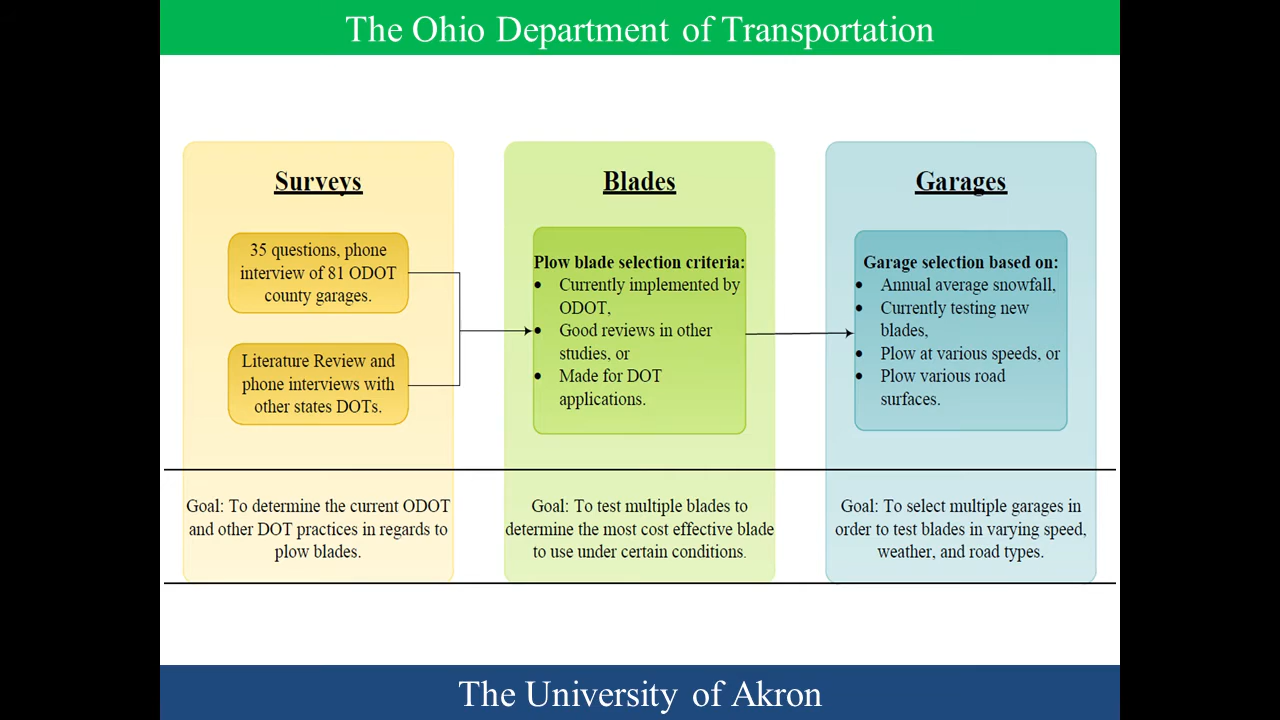 The Ohio Department of Transportation
Surveys
35 questions, phone
interview of 81 ODOT
county garages.
Literature Review and
phone interviews with
other states DOTs.
Goal: To determine the current ODOT
and other DOT practices in regards to
plow blades.
Blades
Plow blade selection criteria:
• Currently implemented by
ODOT,
• Good reviews in other
studies, or
• Made for DOT
applications.
Goal: To test multiple blades to
determine the most cost effective blade
to use under certain conditions.
Garages
Garage selection based on:
• Annual average snowfall,
• Currently testing new
blades,
• Plow at various speeds, or
• Plow various road
surfaces.
Goal: To select multiple garages in
order to test blades in varying speed,
weather, and road types.
The University of Akron